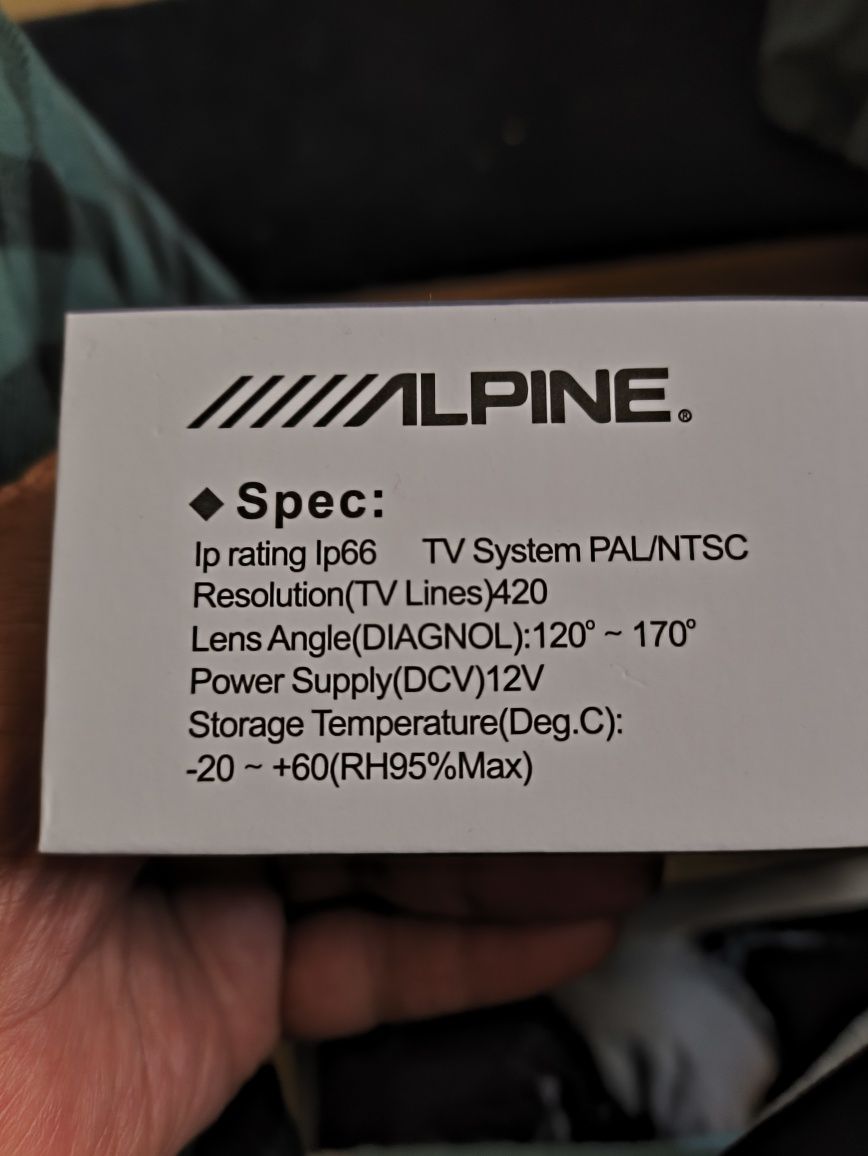 ALPINE®
◆ Spec:
Ip rating Ip66 TV System PAL/NTSC
Resolution(TV Lines)420
Lens Angle(DIAGNOL):120° ~ 170°
Power Supply(DCV)12V
Storage Temperature(Deg.C):
-20 ~ +60(RH95%Max)